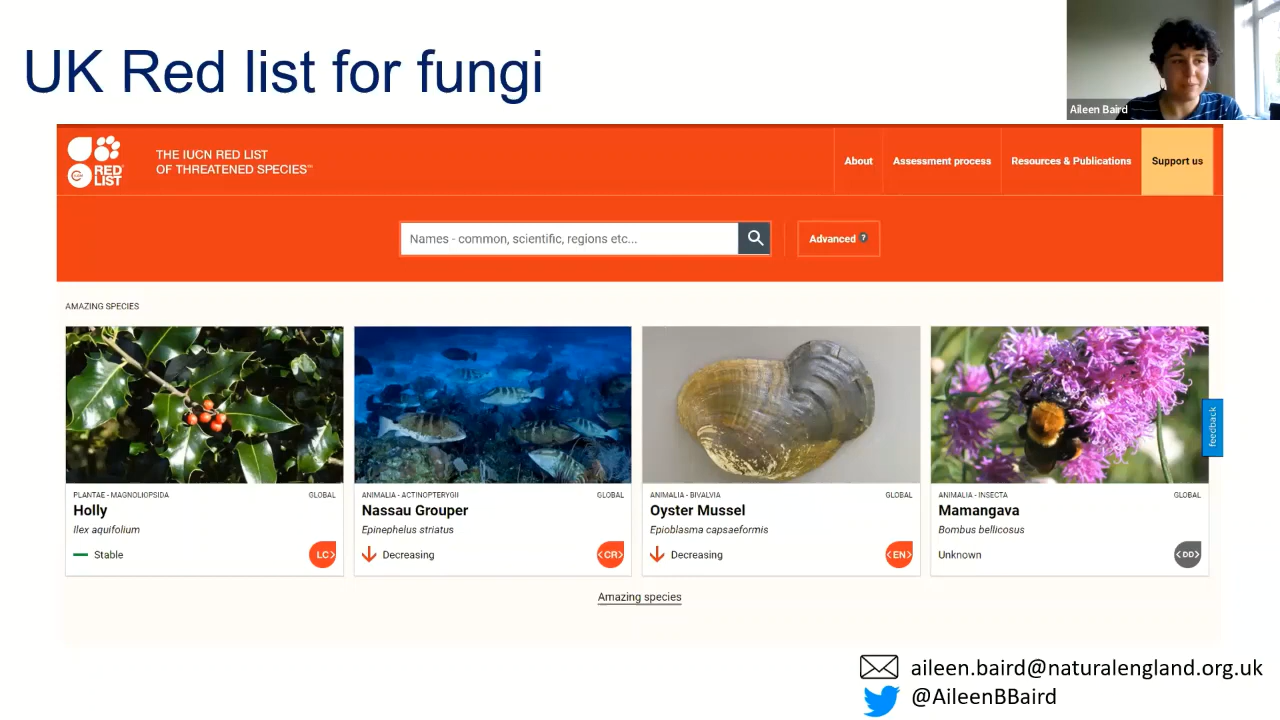 UK Red list for fungi
Aileen Baird
RED
LIST
THE IUCN RED LIST
OF THREATENED SPECIES™
About
Assessment process
Resources & Publications
Support us
Names - common, scientific, regions etc...
Advanced ?
AMAZING SPECIES
PLANTAE - MAGNOLIOPSIDA GLOBAL
Holly
Ilex aquifolium
Stable LC
ANIMALIA - ACTINOPTERYGII GLOBAL
Nassau Grouper
Epinephelus striatus
Decreasing CR
ANIMALIA - BIVALVIA GLOBAL
Oyster Mussel
Epioblasma capsaeformis
Decreasing EN
ANIMALIA - INSECTA GLOBAL
Mamangava
Bombus bellicosus
Unknown DD
feedback
Amazing species
aileen.baird@naturalengland.org.uk
@AileenBBaird